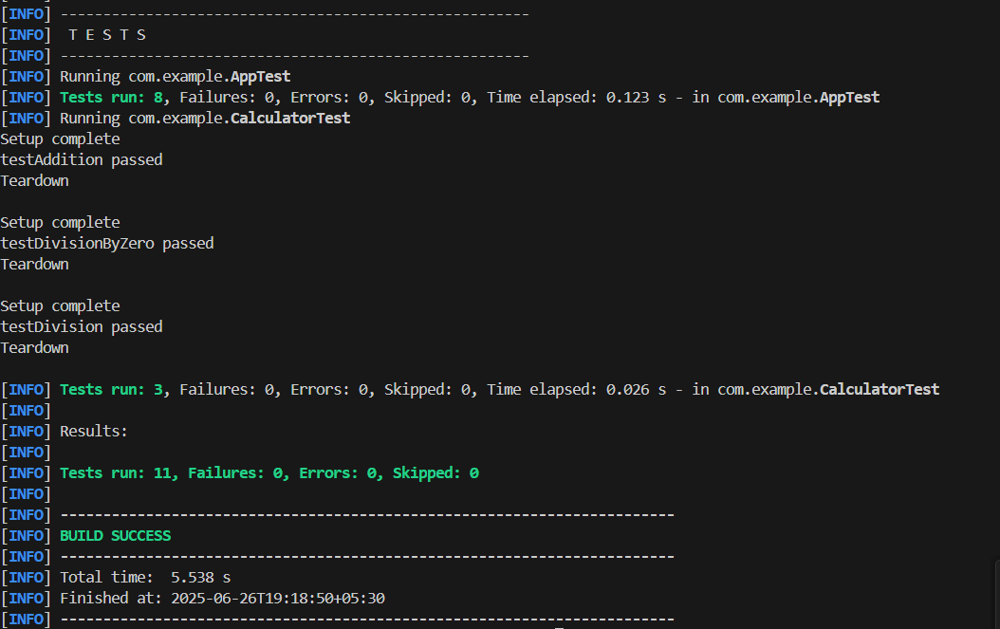 [INFO] -------------------------------------------------------
[INFO]  T E S T S
[INFO] -------------------------------------------------------
[INFO] Running com.example.AppTest
[INFO] Tests run: 8, Failures: 0, Errors: 0, Skipped: 0, Time elapsed: 0.123 s - in com.example.AppTest
[INFO] Running com.example.CalculatorTest
Setup complete
testAddition passed
Teardown

Setup complete
testDivisionByZero passed
Teardown

Setup complete
testDivision passed
Teardown

[INFO] Tests run: 3, Failures: 0, Errors: 0, Skipped: 0, Time elapsed: 0.026 s - in com.example.CalculatorTest
[INFO]
[INFO] Results:
[INFO]
[INFO] Tests run: 11, Failures: 0, Errors: 0, Skipped: 0
[INFO]
[INFO] ------------------------------------------------------------------------
[INFO] BUILD SUCCESS
[INFO] ------------------------------------------------------------------------
[INFO] Total time:  5.538 s
[INFO] Finished at: 2025-06-26T19:18:50+05:30
[INFO] ------------------------------------------------------------------------